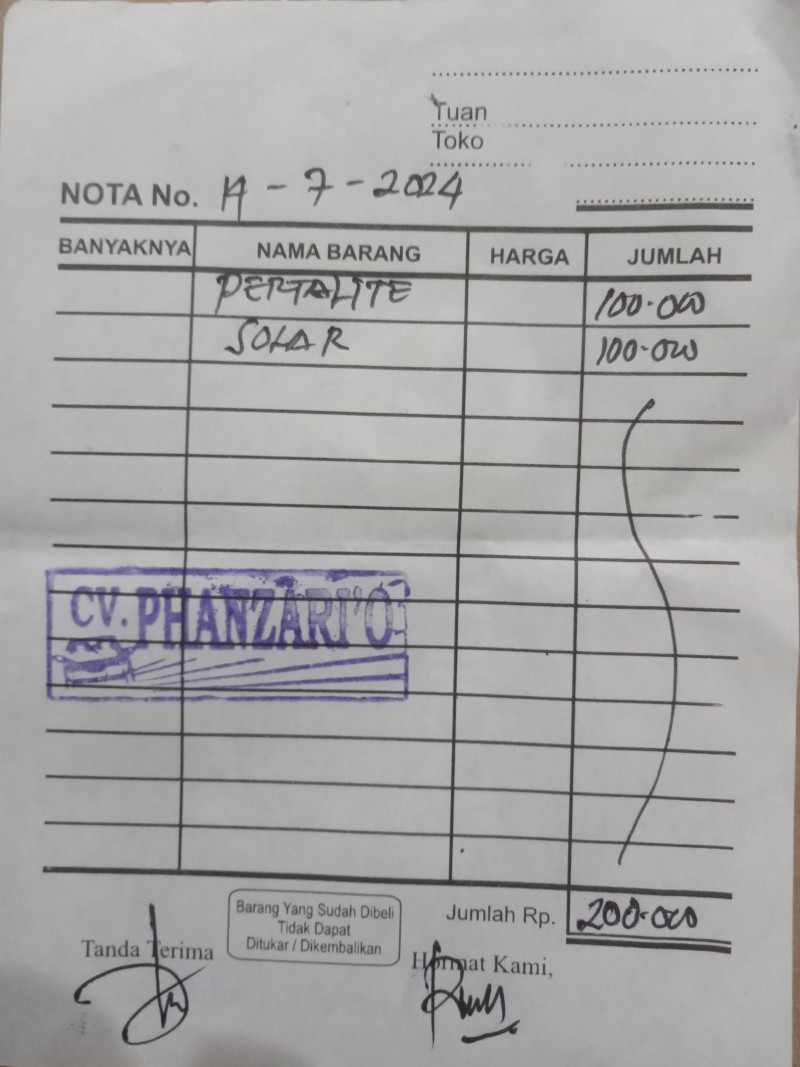 Tuan
Toko
NOTA No. 19 - 7 - 2024
BANYAKNYA NAMA BARANG HARGA JUMLAH
PERTALITE 100.000
SOLAR 100.000
CV. PHANZARI'O
Jumlah Rp. 200.000
Barang Yang Sudah Dibeli
Tidak Dapat
Ditukar / Dikembalikan
Tanda Terima
Hormat Kami,